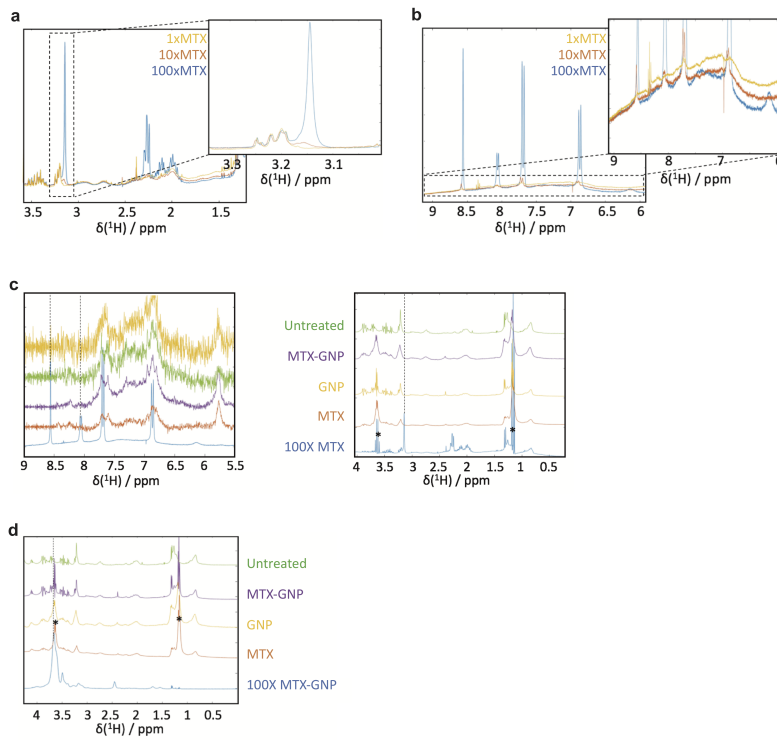 a
1xMTX
10xMTX
100xMTX
3.3 3.2 3.1
δ(¹H) / ppm
3.5 2.5 2 1.5
δ(¹H) / ppm
b
1xMTX
10xMTX
100xMTX
9 8 7 6
δ(¹H) / ppm
9 8.5 8 7.5 7 6.5 6
δ(¹H) / ppm
c
9 8.5 8 7.5 7 6.5 6 5.5
δ(¹H) / ppm
Untreated
MTX-GNP
GNP
MTX
* *
100X MTX
4 3.5 3 2.5 2 1.5 1 0.5
δ(¹H) / ppm
d
Untreated
MTX-GNP
GNP
* *
MTX
100X MTX-GNP
4 3.5 3 2.5 2 1.5 1 0.5 0
δ(¹H) / ppm